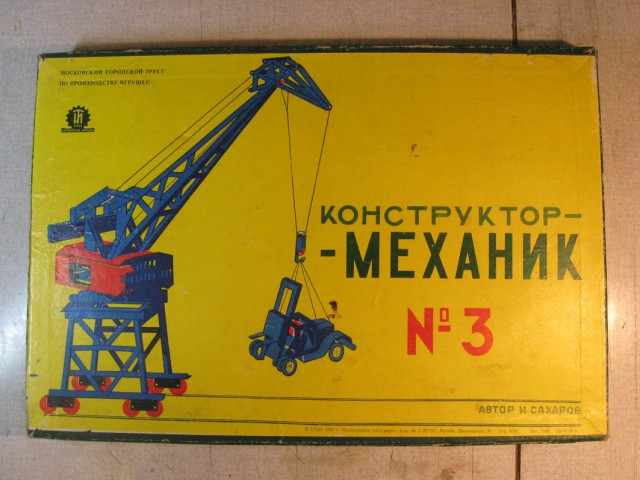 МОСКОВСКИЙ ГОРОДСКОЙ ТРЕСТ
ПО ПРОИЗВОДСТВУ ИГРУШЕК
КОНСТРУКТОР-
-МЕХАНИК
№ 3
АВТОР И САХАРОВ